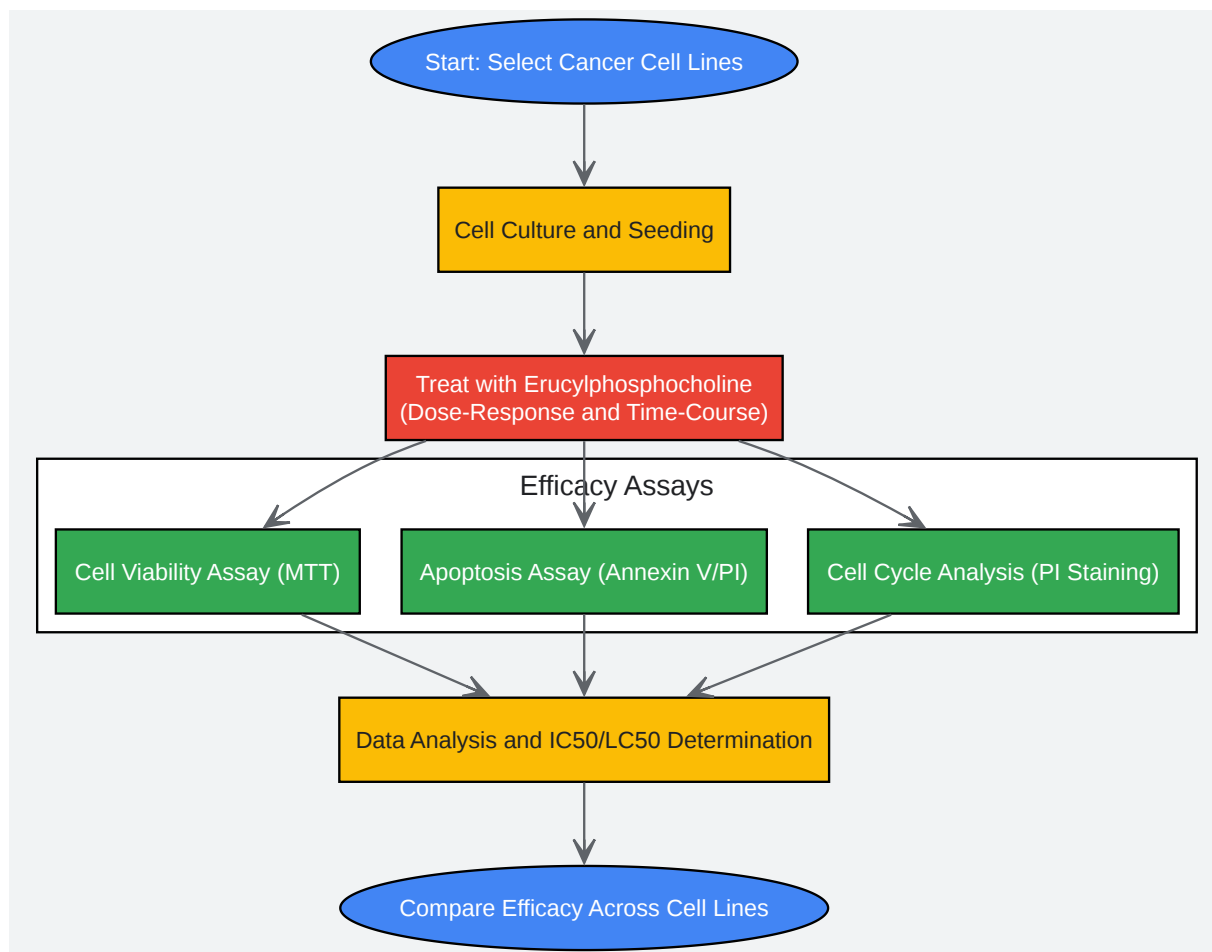 Start: Select Cancer Cell Lines
Cell Culture and Seeding
Treat with Erucylphosphocholine
(Dose-Response and Time-Course)
Efficacy Assays
Cell Viability Assay (MTT)
Apoptosis Assay (Annexin V/PI)
Cell Cycle Analysis (PI Staining)
Data Analysis and IC50/LC50 Determination
Compare Efficacy Across Cell Lines